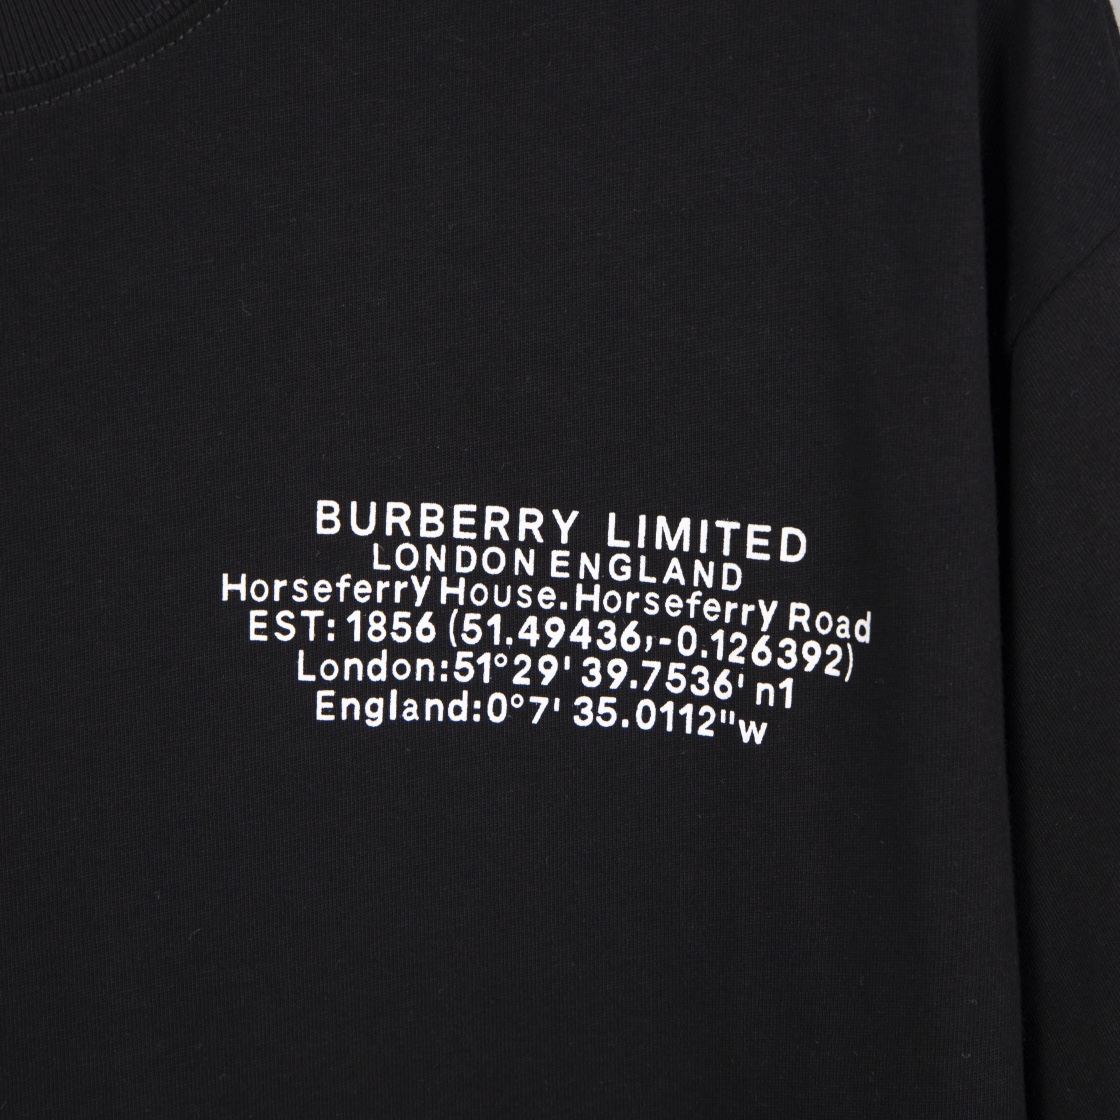 BURBERRY LIMITED
LONDON ENGLAND
Horseferry House.Horseferry Road
EST: 1856 (51.49436,-0.126392)
London:51°29' 39.7536' n1
England:0°7' 35.0112"w